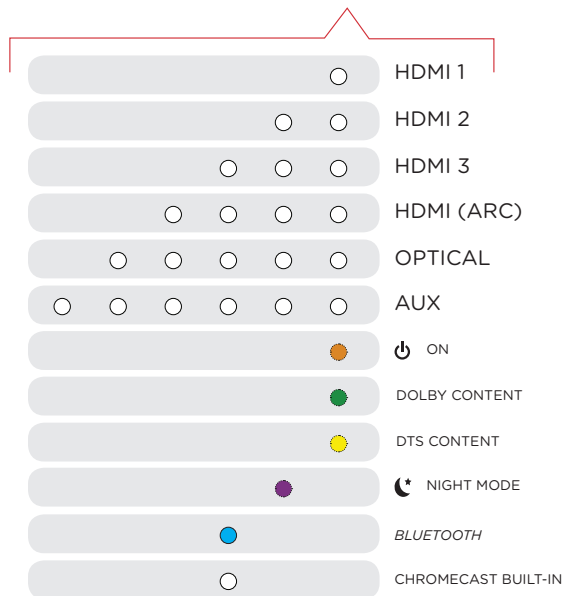 HDMI 1
HDMI 2
HDMI 3
HDMI (ARC)
OPTICAL
AUX
ON
DOLBY CONTENT
DTS CONTENT
NIGHT MODE
BLUETOOTH
CHROMECAST BUILT-IN